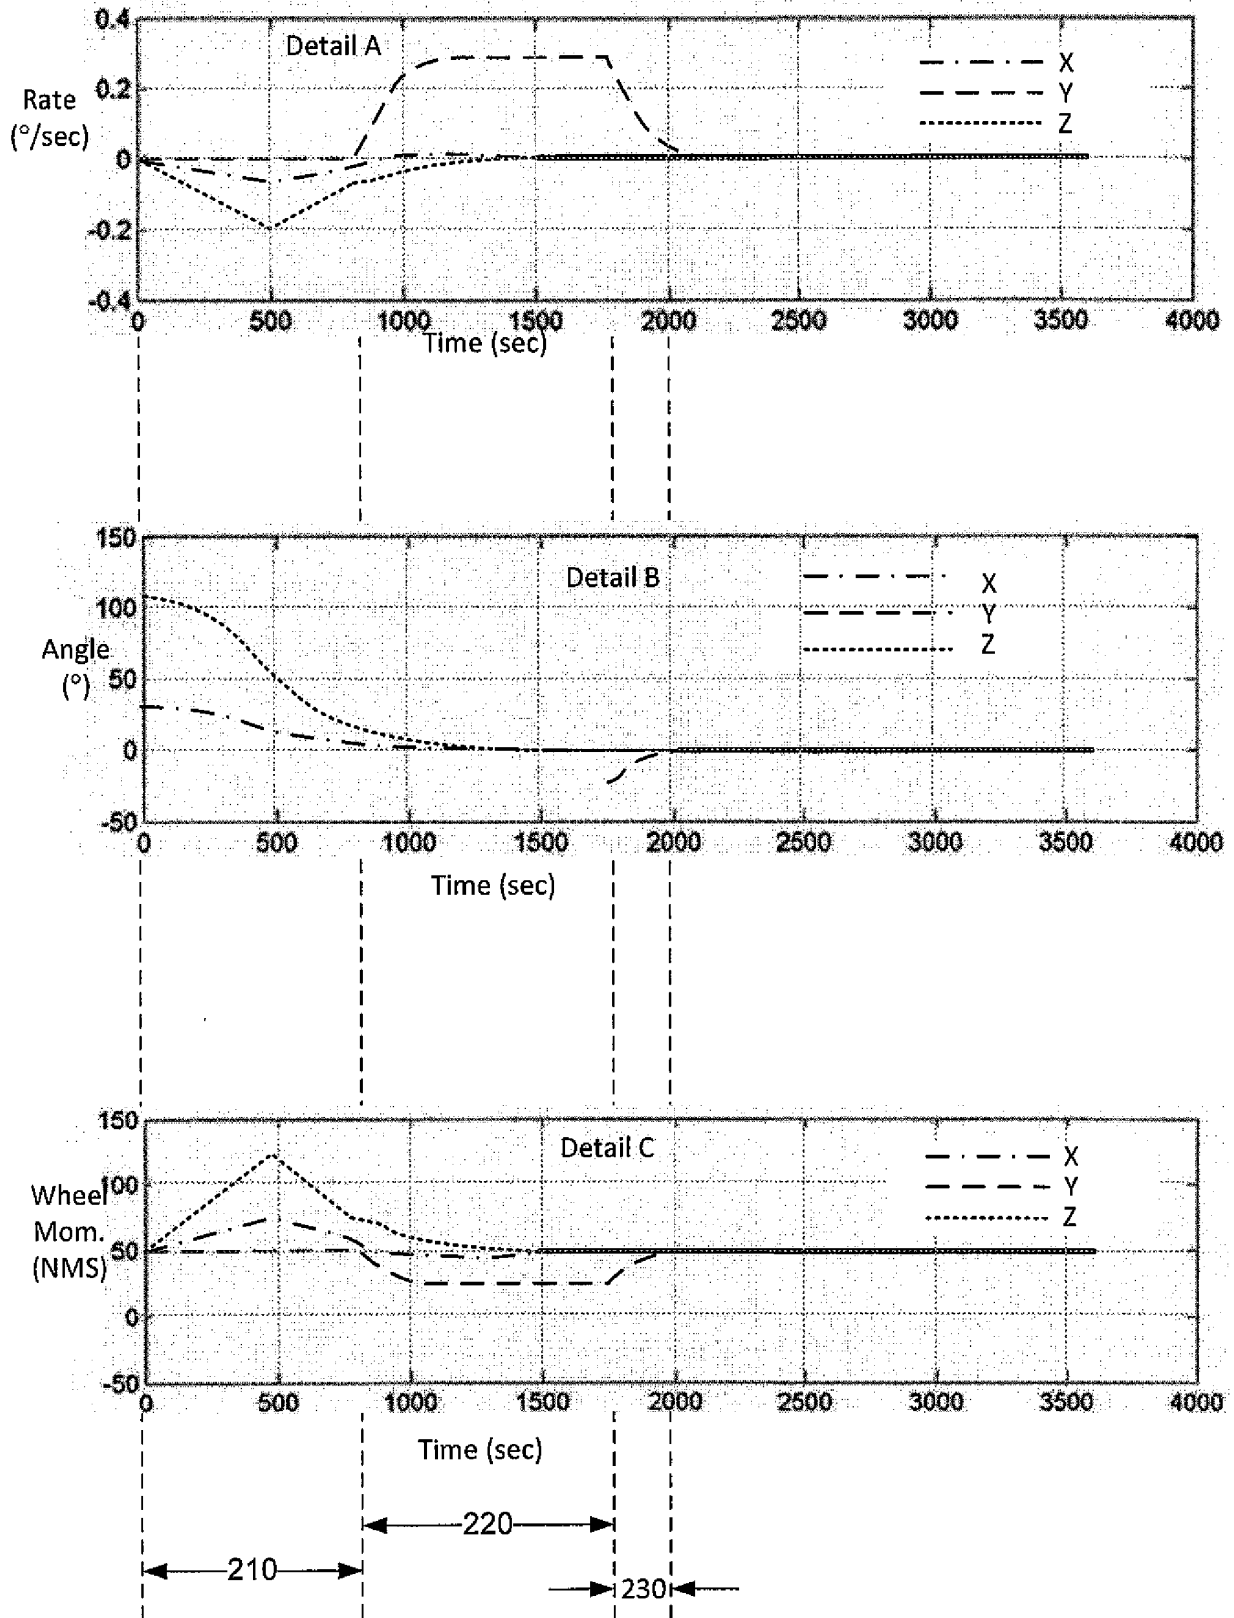 0.4
Detail A
X
0.2
Y
Rate
(°/sec)
Z
0
-0.2
-0.4
0 500 1000 1500 2000 2500 3000 3500 4000
Time (sec)
150
Detail B
X
100
Y
Angle
(°)
Z
50
0
-50
0 500 1000 1500 2000 2500 3000 3500 4000
Time (sec)
150
Detail C
X
100
Y
Wheel
Mom.
(NMS)
Z
50
0
-50
0 500 1000 1500 2000 2500 3000 3500 4000
Time (sec)
220
210
230